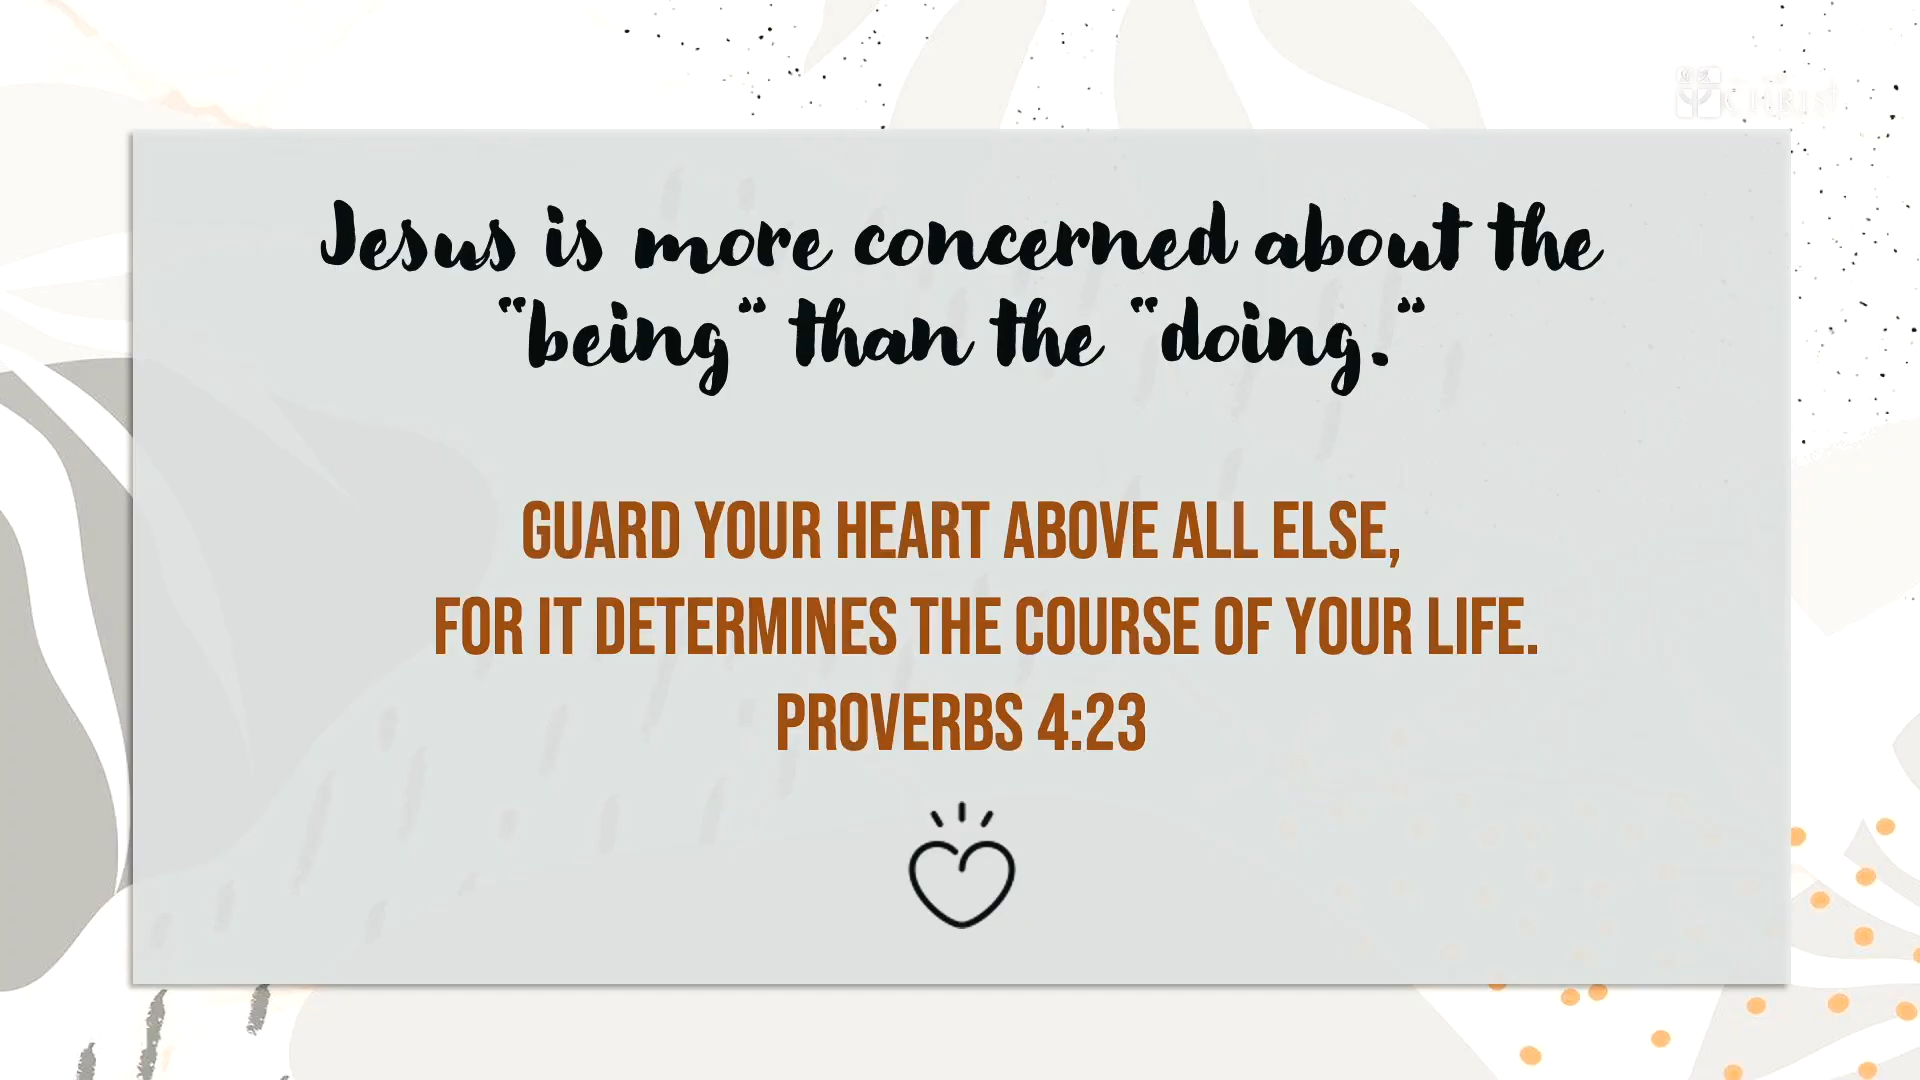 Jesus is more concerned about the
"being" than the "doing."
GUARD YOUR HEART ABOVE ALL ELSE,
FOR IT DETERMINES THE COURSE OF YOUR LIFE.
PROVERBS 4:23
CHRIST